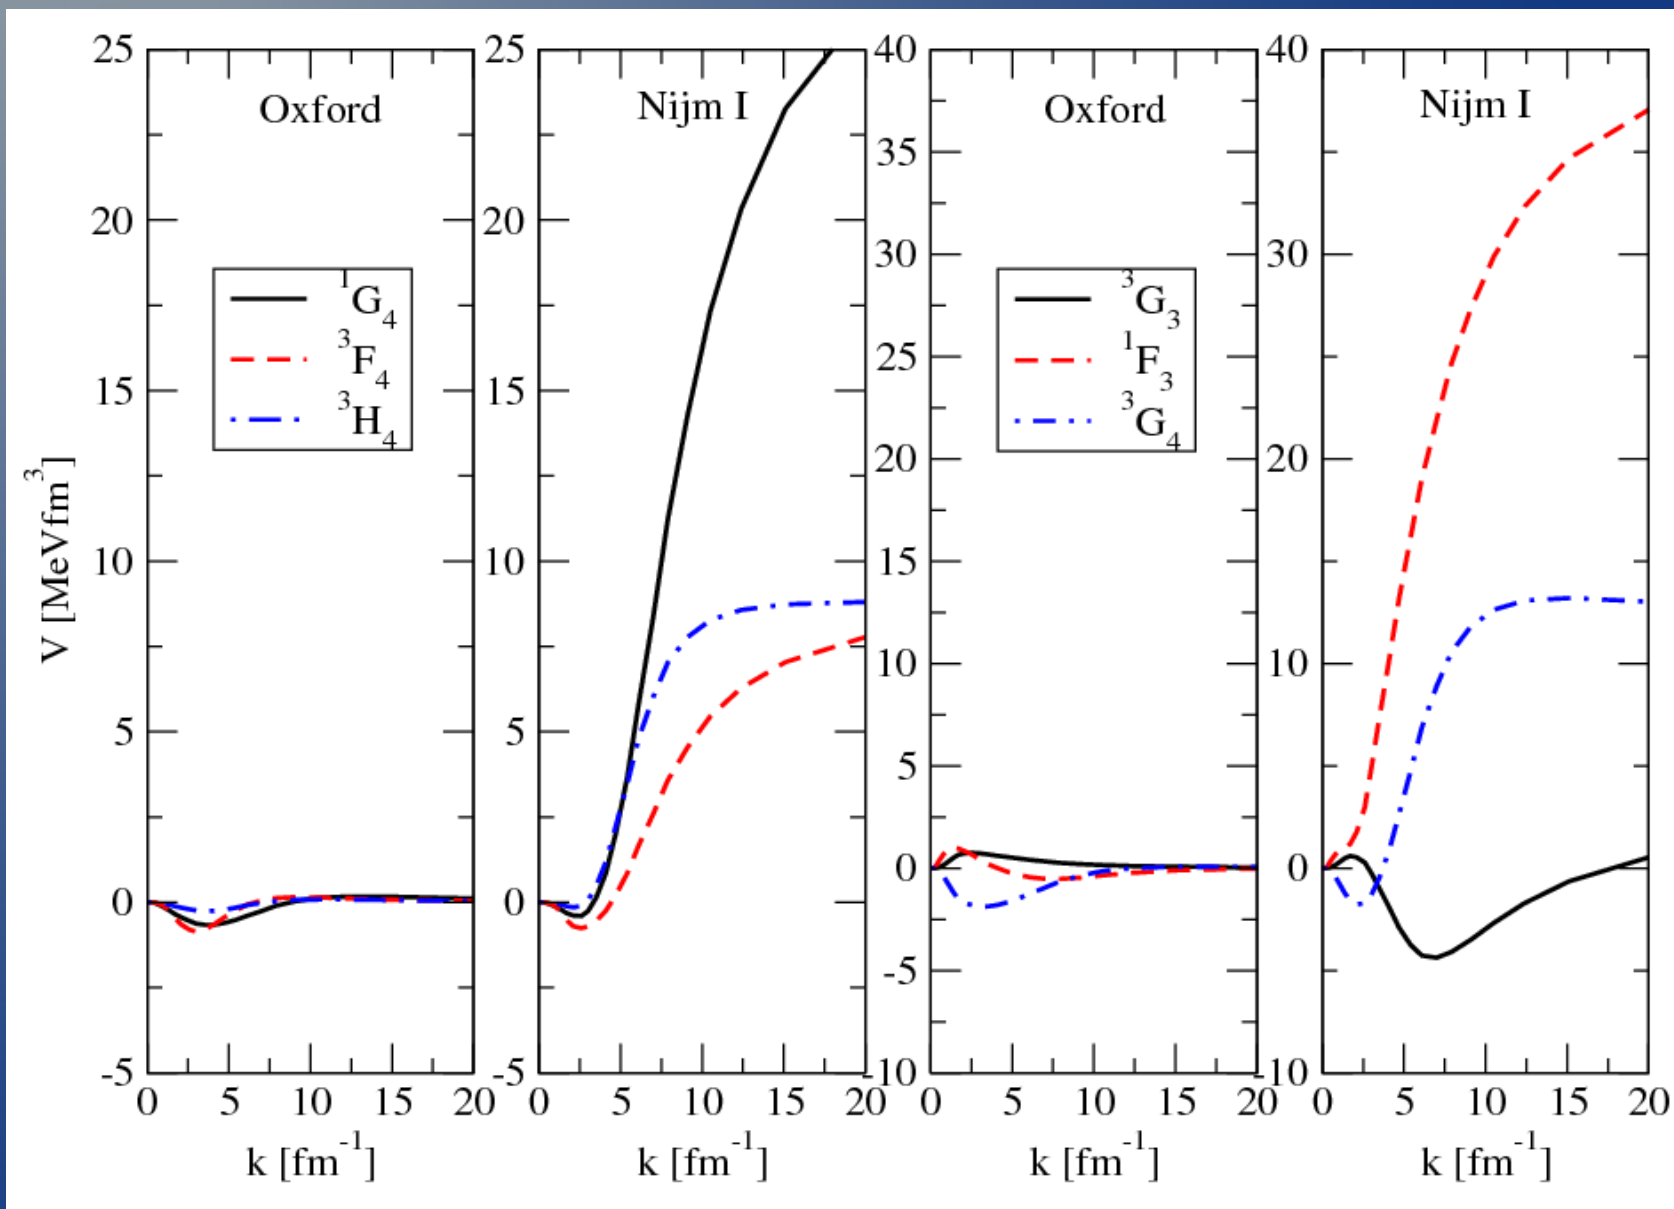 25 25 40 40
Oxford Nijm I Oxford Nijm I
35
20 20 30 30
¹G₄ ³G₃
³F₄ ¹F₃
³H₄ ³G₄
25
15 15
20 20
V [MeVfm³]
10 10 15
10 10
5 5 5
0 0 0 0
-5
-5 -5 -10 -10
0 5 10 15 20 0 5 10 15 20 0 5 10 15 20 0 5 10 15 20
k [fm⁻¹] k [fm⁻¹] k [fm⁻¹] k [fm⁻¹]